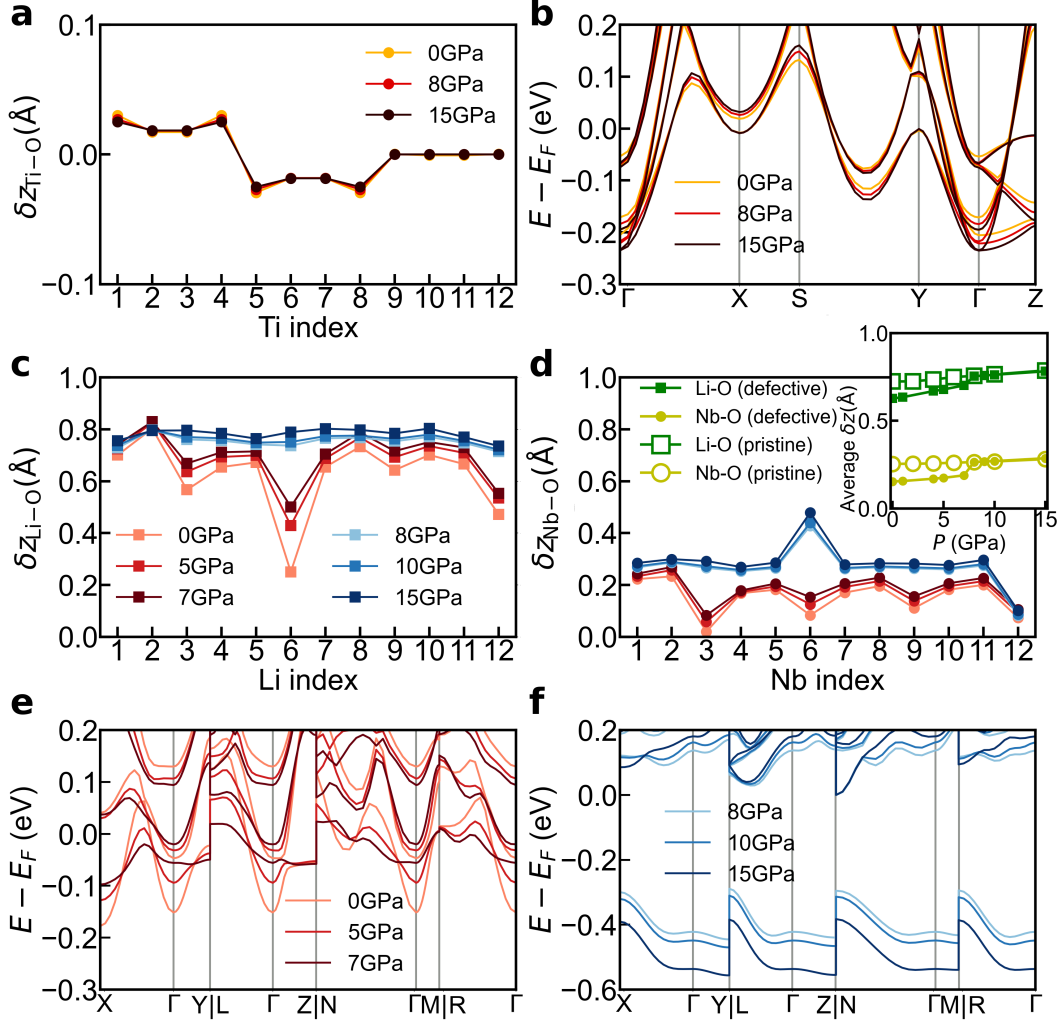 a
0.1
0.0
−0.1
δz_Ti−O(Å)
0GPa
8GPa
15GPa
1 2 3 4 5 6 7 8 9 10 11 12
Ti index
b
0.2
0.1
0.0
−0.1
−0.2
−0.3
E − E_F (eV)
0GPa
8GPa
15GPa
Γ X S Y Γ Z
c
1.0
0.8
0.6
0.4
0.2
0.0
δz_Li−O(Å)
0GPa
5GPa
7GPa
8GPa
10GPa
15GPa
1 2 3 4 5 6 7 8 9 10 11 12
Li index
d
1.0
0.8
0.6
0.4
0.2
0.0
δz_Nb−O(Å)
Li-O (defective)
Nb-O (defective)
Li-O (pristine)
Nb-O (pristine)
1.0
0.5
0.0
Average δz(Å)
0 5 10 15
P (GPa)
1 2 3 4 5 6 7 8 9 10 11 12
Nb index
e
0.2
0.1
0.0
−0.1
−0.2
−0.3
E − E_F (eV)
0GPa
5GPa
7GPa
X Γ Y|L Γ Z|N ΓM|R Γ
f
0.2
0.0
−0.2
−0.4
−0.6
E − E_F (eV)
8GPa
10GPa
15GPa
X Γ Y|L Γ Z|N ΓM|R Γ